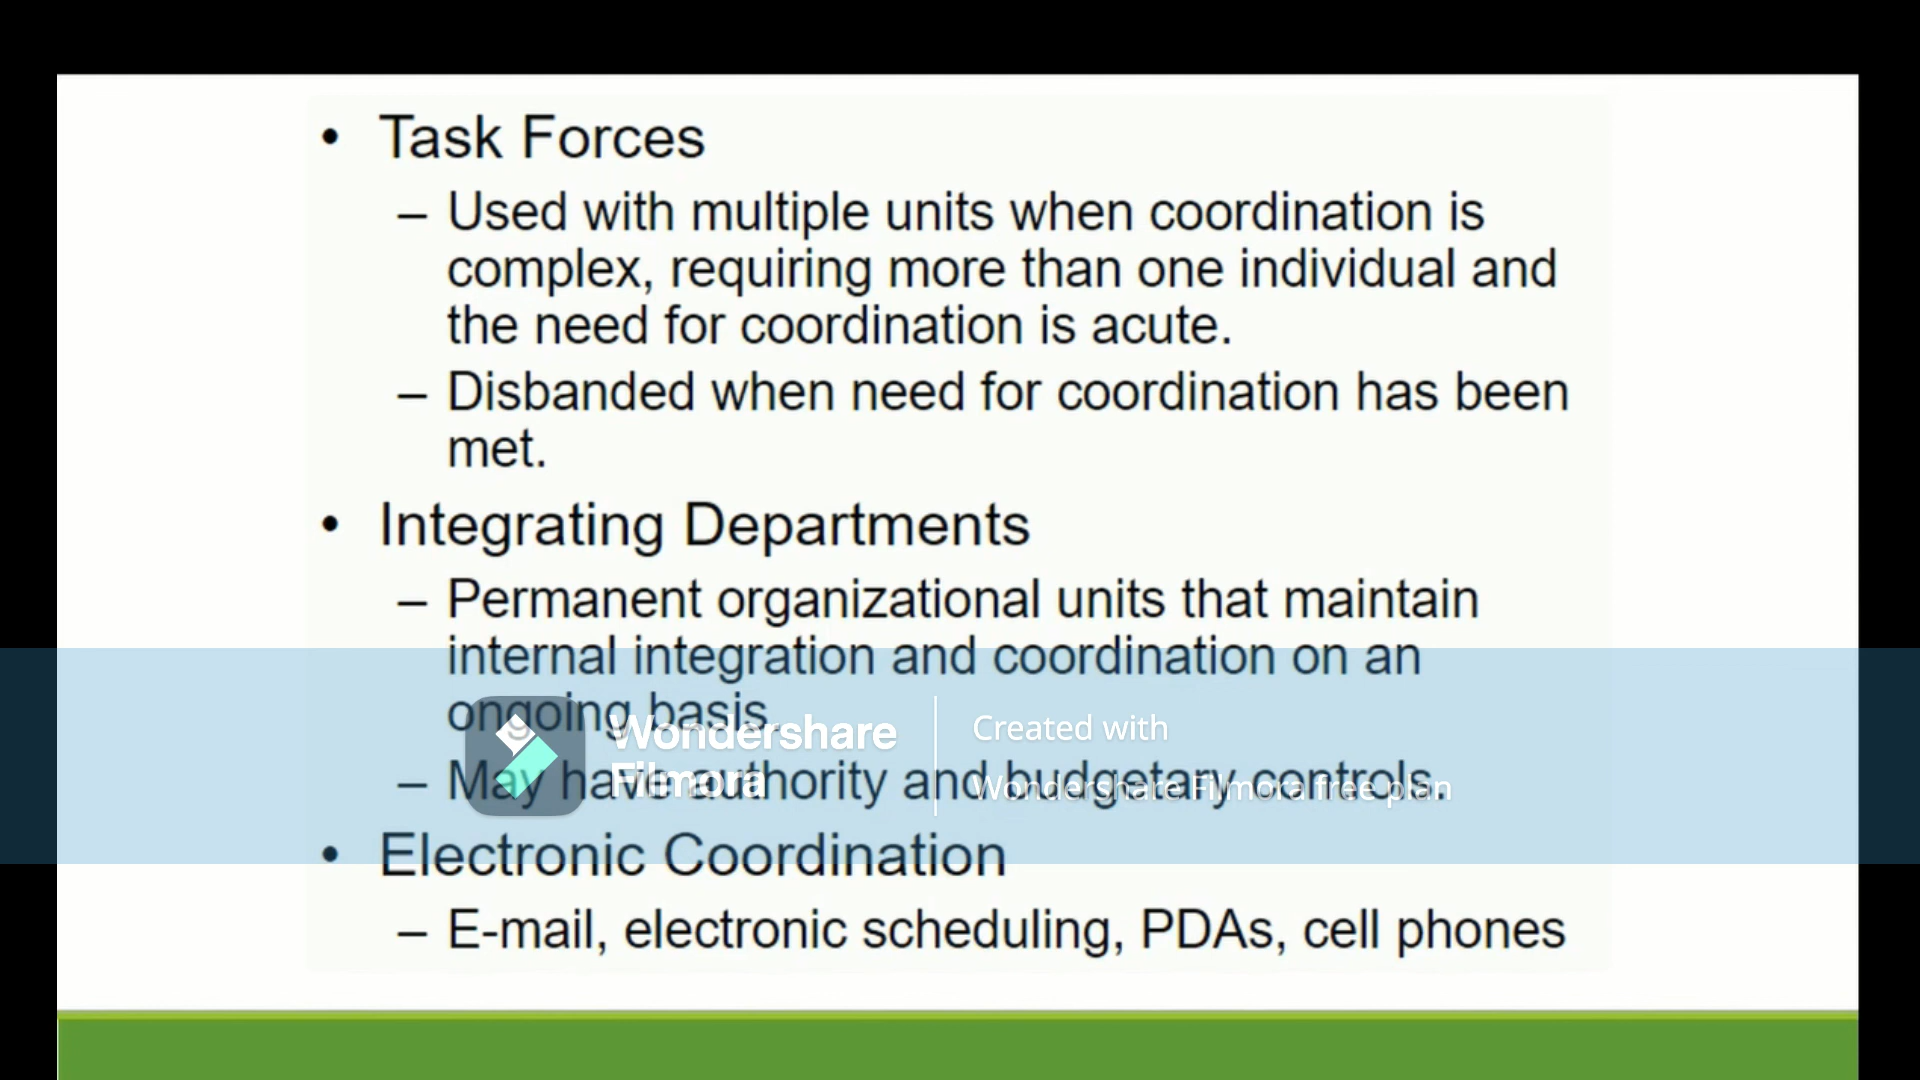 • Task Forces
– Used with multiple units when coordination is
complex, requiring more than one individual and
the need for coordination is acute.
– Disbanded when need for coordination has been
met.
• Integrating Departments
– Permanent organizational units that maintain
internal integration and coordination on an
ongoing basis.
– May have authority and budgetary controls.
• Electronic Coordination
– E-mail, electronic scheduling, PDAs, cell phones
Wondershare
Filmora
Created with
Wondershare Filmora free plan